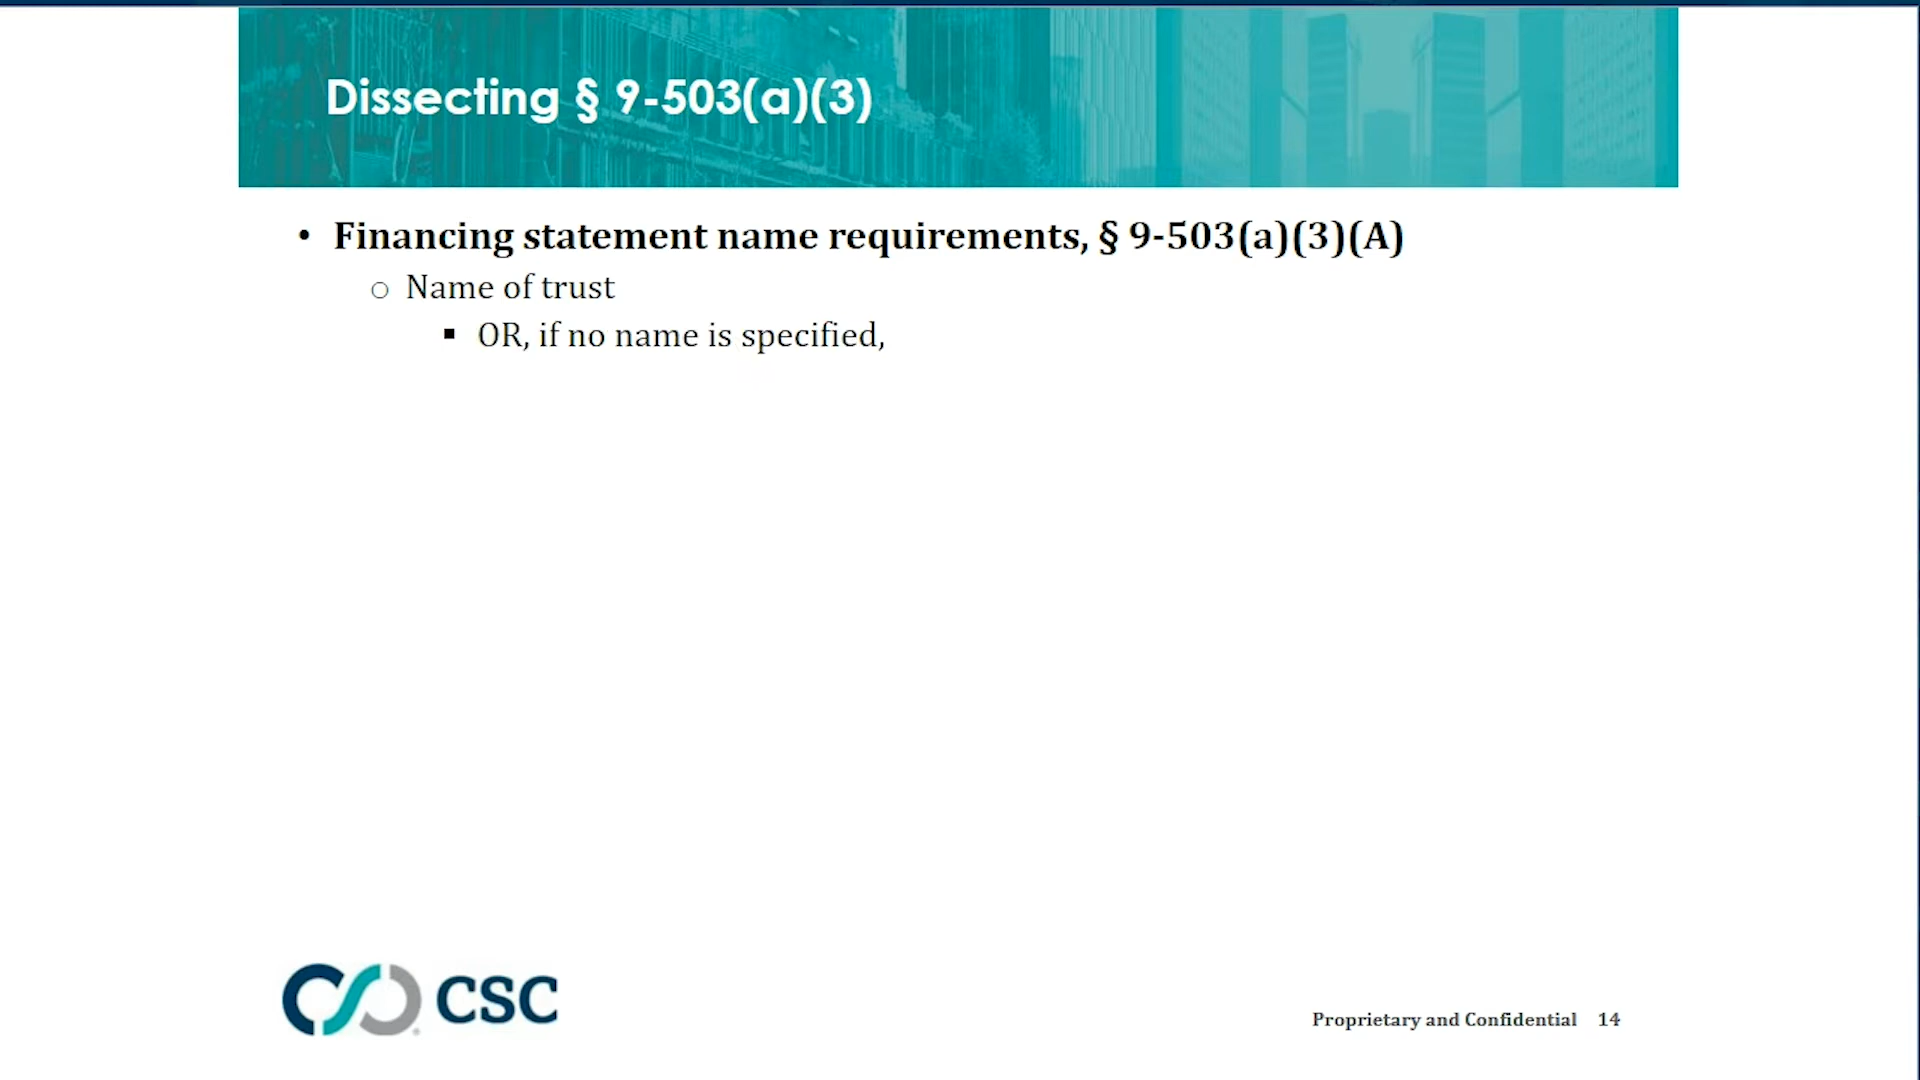 Dissecting § 9-503(a)(3)
• Financing statement name requirements, § 9-503(a)(3)(A)
○ Name of trust
▪ OR, if no name is specified,
CSC
Proprietary and Confidential 14